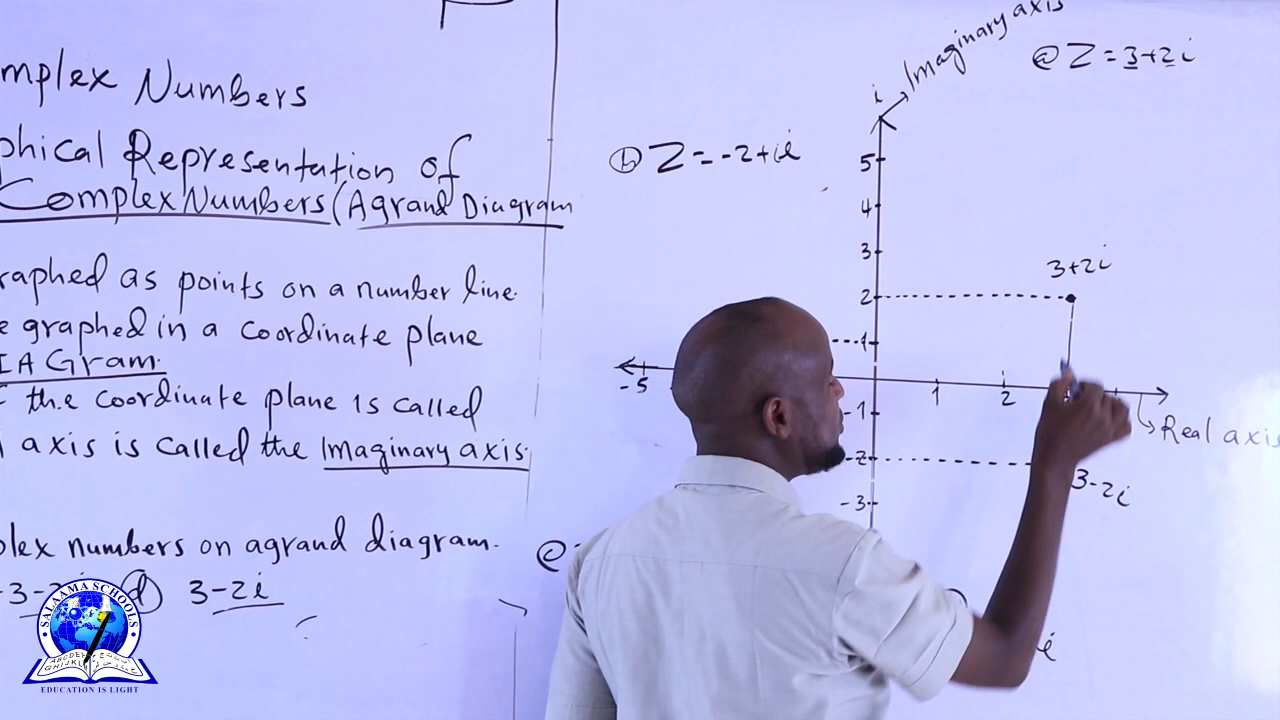 mplex Numbers
phical Representation of
Complex Numbers (Agrand Diagram
raphed as points on a number line.
e graphed in a coordinate plane
IAGram.
f the coordinate plane is called
l axis is called the Imaginary axis.
plex numbers on agrand diagram.
d 3-2i
SALAAMA SCHOOLS
EDUCATION IS LIGHT
b Z=-2+i
i
Imaginary axis
@ Z=3+2i
5
4
3
2
1
-1
-2
-3
-5
1
2
3+2i
3-2i
Real axis